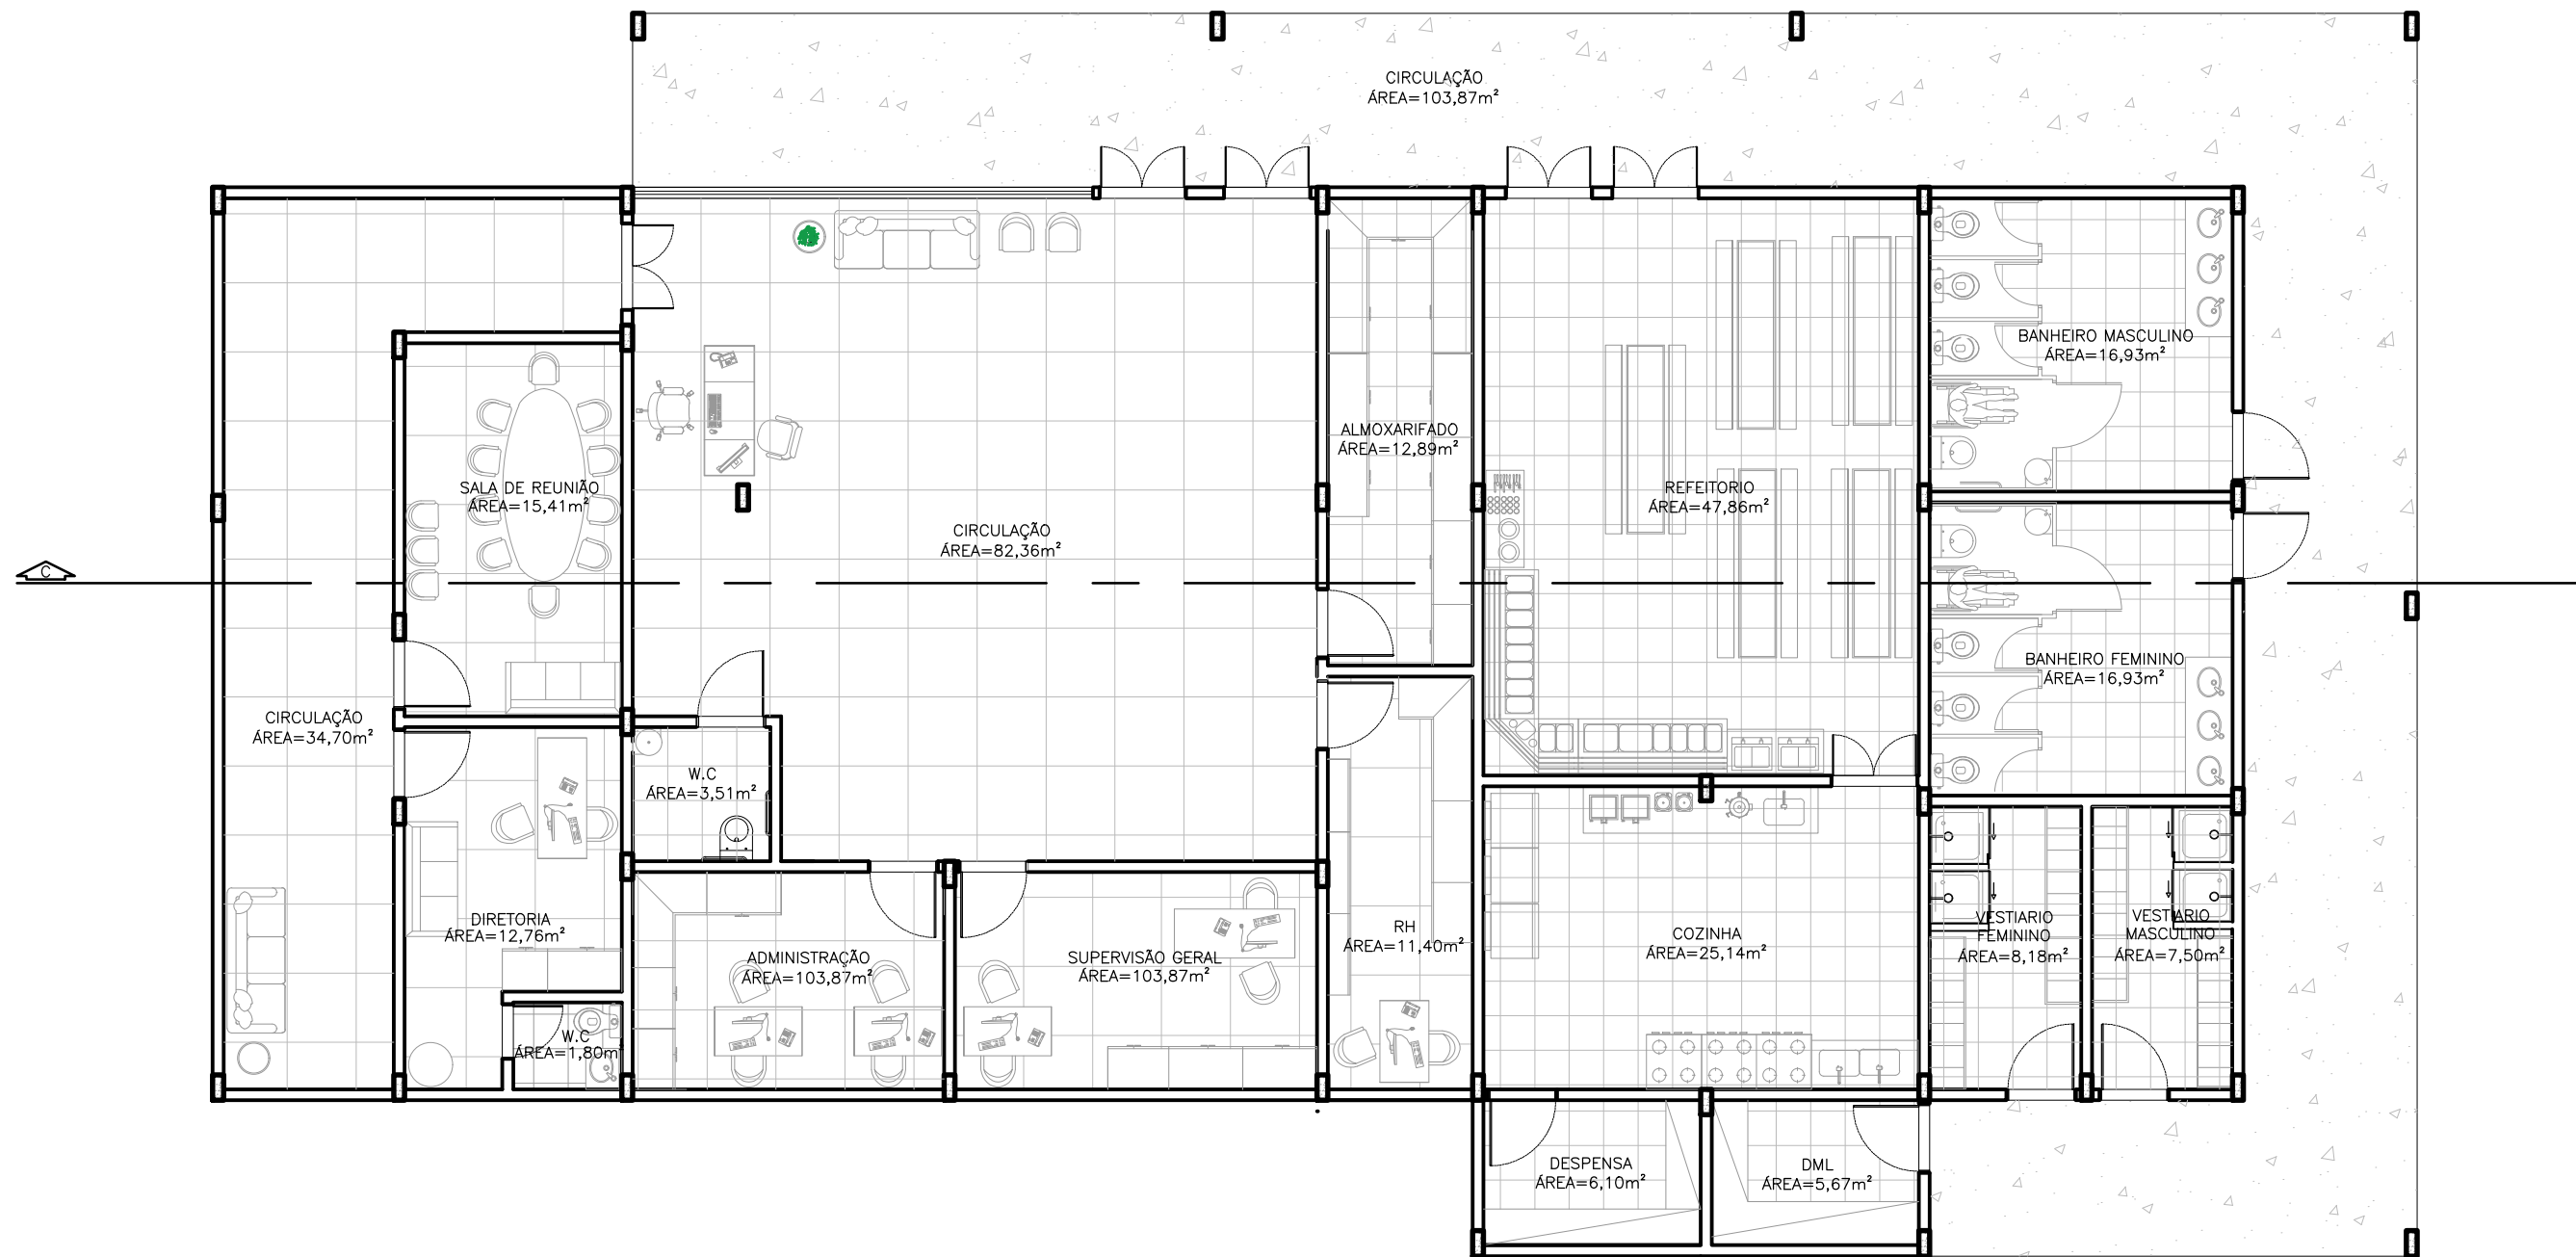 CIRCULAÇÃO
ÁREA=103,87m²
BANHEIRO MASCULINO
ÁREA=16,93m²
ALMOXARIFADO
ÁREA=12,89m²
SALA DE REUNIÃO
ÁREA=15,41m²
REFEITORIO
ÁREA=47,86m²
CIRCULAÇÃO
ÁREA=82,36m²
C
BANHEIRO FEMININO
ÁREA=16,93m²
CIRCULAÇÃO
ÁREA=34,70m²
W.C
ÁREA=3,51m²
DIRETORIA
ÁREA=12,76m²
RH
ÁREA=11,40m²
COZINHA
ÁREA=25,14m²
VESTIARIO
FEMININO
ÁREA=8,18m²
VESTIARIO
MASCULINO
ÁREA=7,50m²
ADMINISTRAÇÃO
ÁREA=103,87m²
SUPERVISÃO GERAL
ÁREA=103,87m²
W.C
ÁREA=1,80m²
DESPENSA
ÁREA=6,10m²
DML
ÁREA=5,67m²